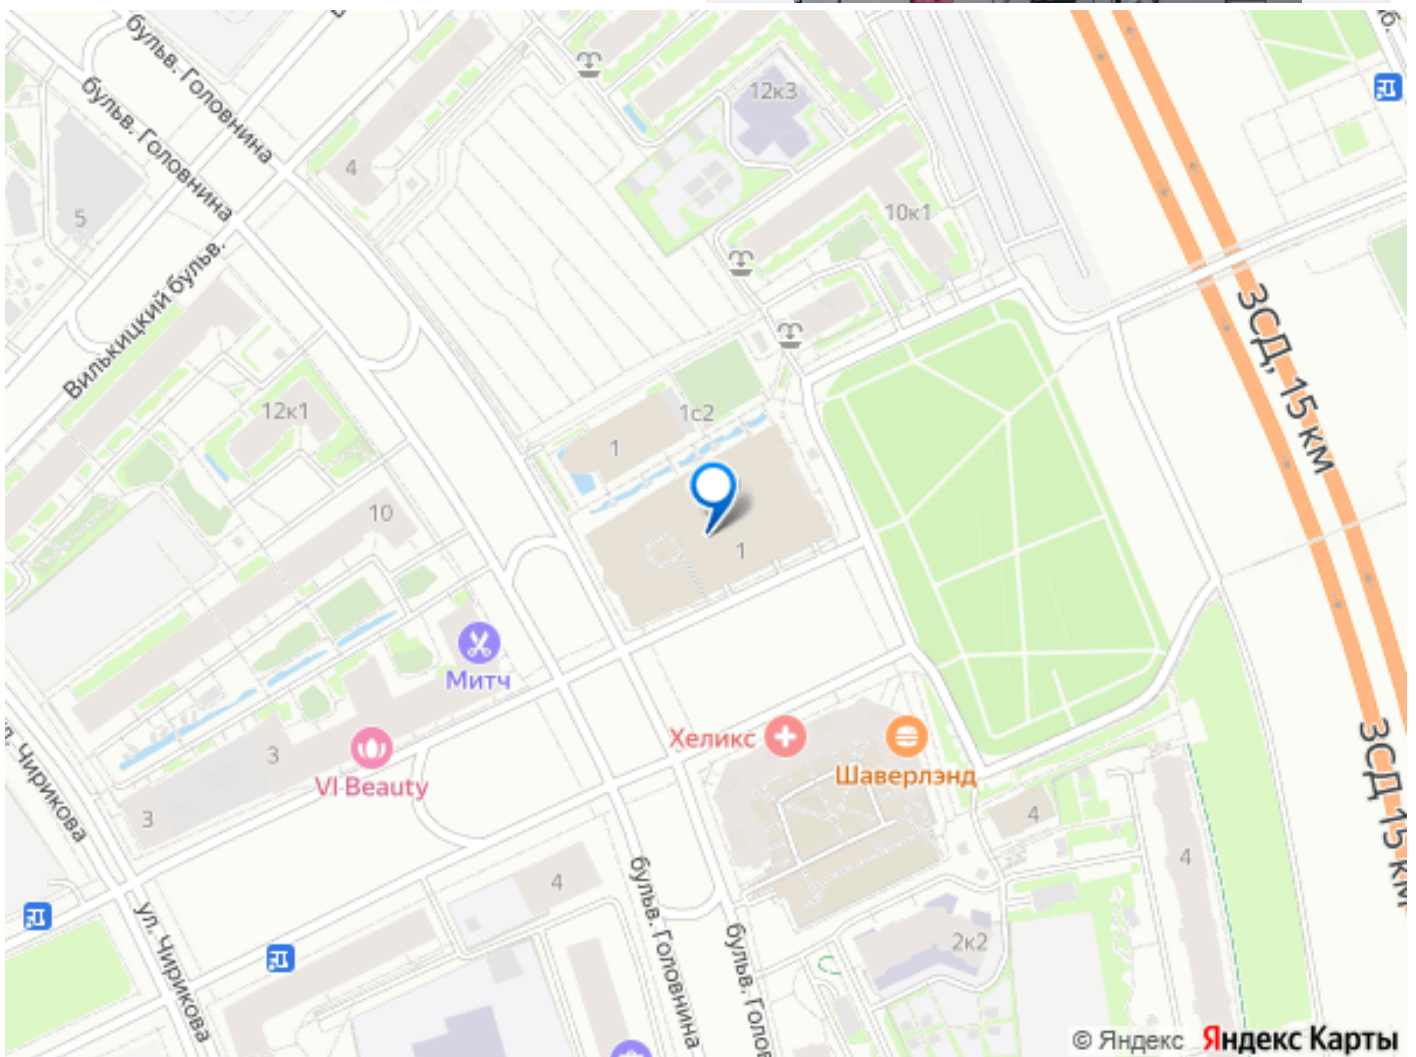 бульв. Головнина
бульв. Головнина
12к3
4
5
10к1
Вилькицкий бульв.
ЗСД, 15 км
12к1
1с2
1
10
1
Митч
Хеликс
Шаверлэнд
VI Beauty
3
3
ул. Чирикова
4
4
4
ЗСД 15 км
ул. Чирикова
бульв. Головнина
бульв. Голов
2к2
© Яндекс Яндекс Карты